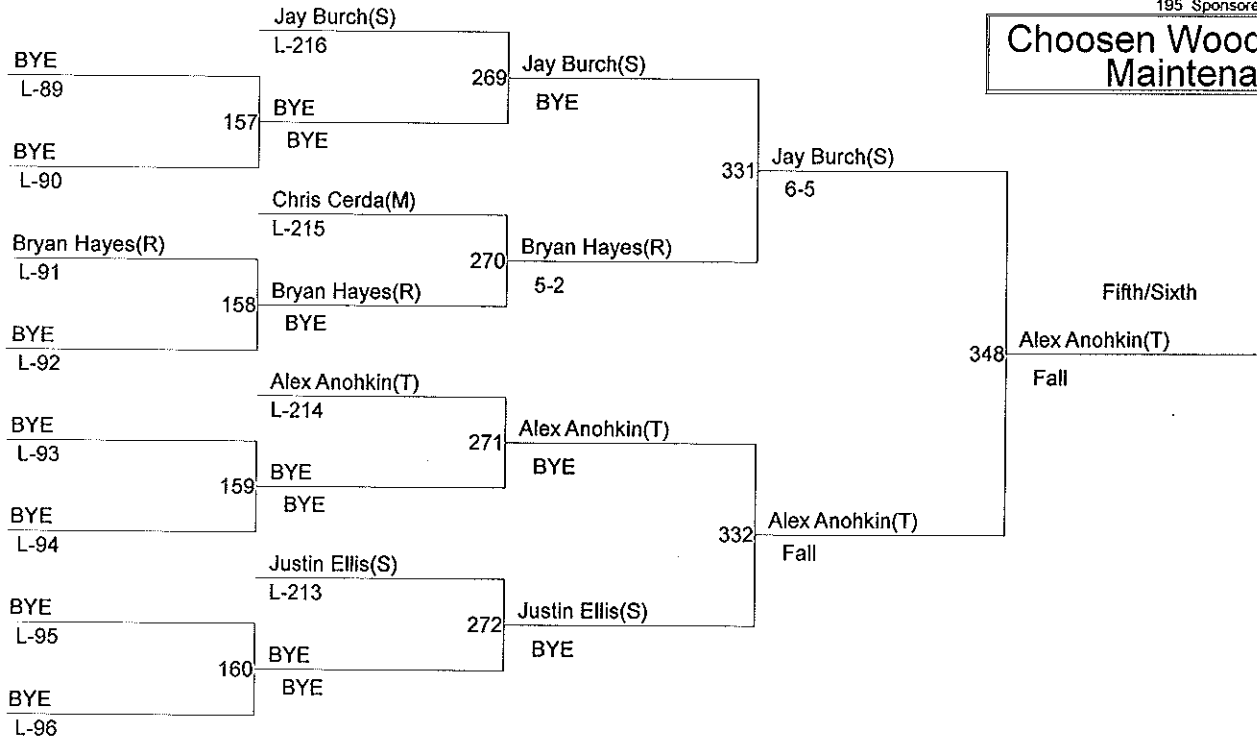 195 Sponsore
Choosen Wood
Maintena
BYE
L-89
157
BYE
L-90
Bryan Hayes(R)
L-91
158
BYE
L-92
BYE
L-93
159
BYE
L-94
BYE
L-95
160
BYE
L-96
Jay Burch(S)
L-216
269
BYE
BYE
Chris Cerda(M)
L-215
270
Bryan Hayes(R)
BYE
Alex Anohkin(T)
L-214
271
BYE
BYE
Justin Ellis(S)
L-213
272
BYE
BYE
Jay Burch(S)
BYE
331
Bryan Hayes(R)
5-2
Alex Anohkin(T)
BYE
332
Justin Ellis(S)
BYE
Jay Burch(S)
6-5
348
Alex Anohkin(T)
Fall
Fifth/Sixth
Alex Anohkin(T)
Fall